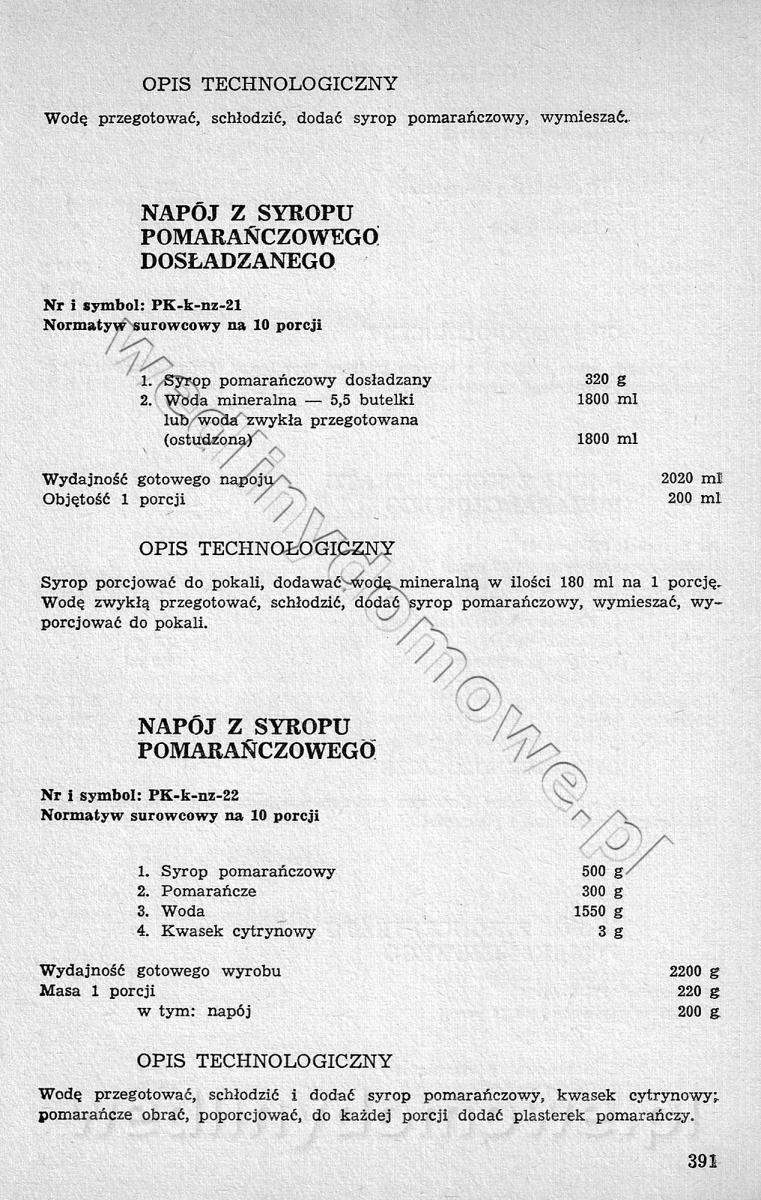 OPIS TECHNOLOGICZNY
Wodę przegotować, schłodzić, dodać syrop pomarańczowy, wymieszać.
NAPÓJ Z SYROPU
POMARAŃCZOWEGO
DOSŁADZANEGO
Nr i symbol: PK-k-nz-21
Normatyw surowcowy na 10 porcji
1. Syrop pomarańczowy dosładzany 320 g
2. Woda mineralna — 5,5 butelki 1800 ml
lub woda zwykła przegotowana
(ostudzona) 1800 ml
Wydajność gotowego napoju 2020 ml
Objętość 1 porcji 200 ml
OPIS TECHNOLOGICZNY
Syrop porcjować do pokali, dodawać wodę mineralną w ilości 180 ml na 1 porcję.
Wodę zwykłą przegotować, schłodzić, dodać syrop pomarańczowy, wymieszać, wy-
porcjować do pokali.
NAPÓJ Z SYROPU
POMARAŃCZOWEGO
Nr i symbol: PK-k-nz-22
Normatyw surowcowy na 10 porcji
1. Syrop pomarańczowy 500 g
2. Pomarańcze 300 g
3. Woda 1550 g
4. Kwasek cytrynowy 3 g
Wydajność gotowego wyrobu 2200 g
Masa 1 porcji 220 g
w tym: napój 200 g
OPIS TECHNOLOGICZNY
Wodę przegotować, schłodzić i dodać syrop pomarańczowy, kwasek cytrynowy;
pomarańcze obrać, poporcjować, do każdej porcji dodać plasterek pomarańczy.
391
wedlinydomowe.pl
wedlinydomowe.pl